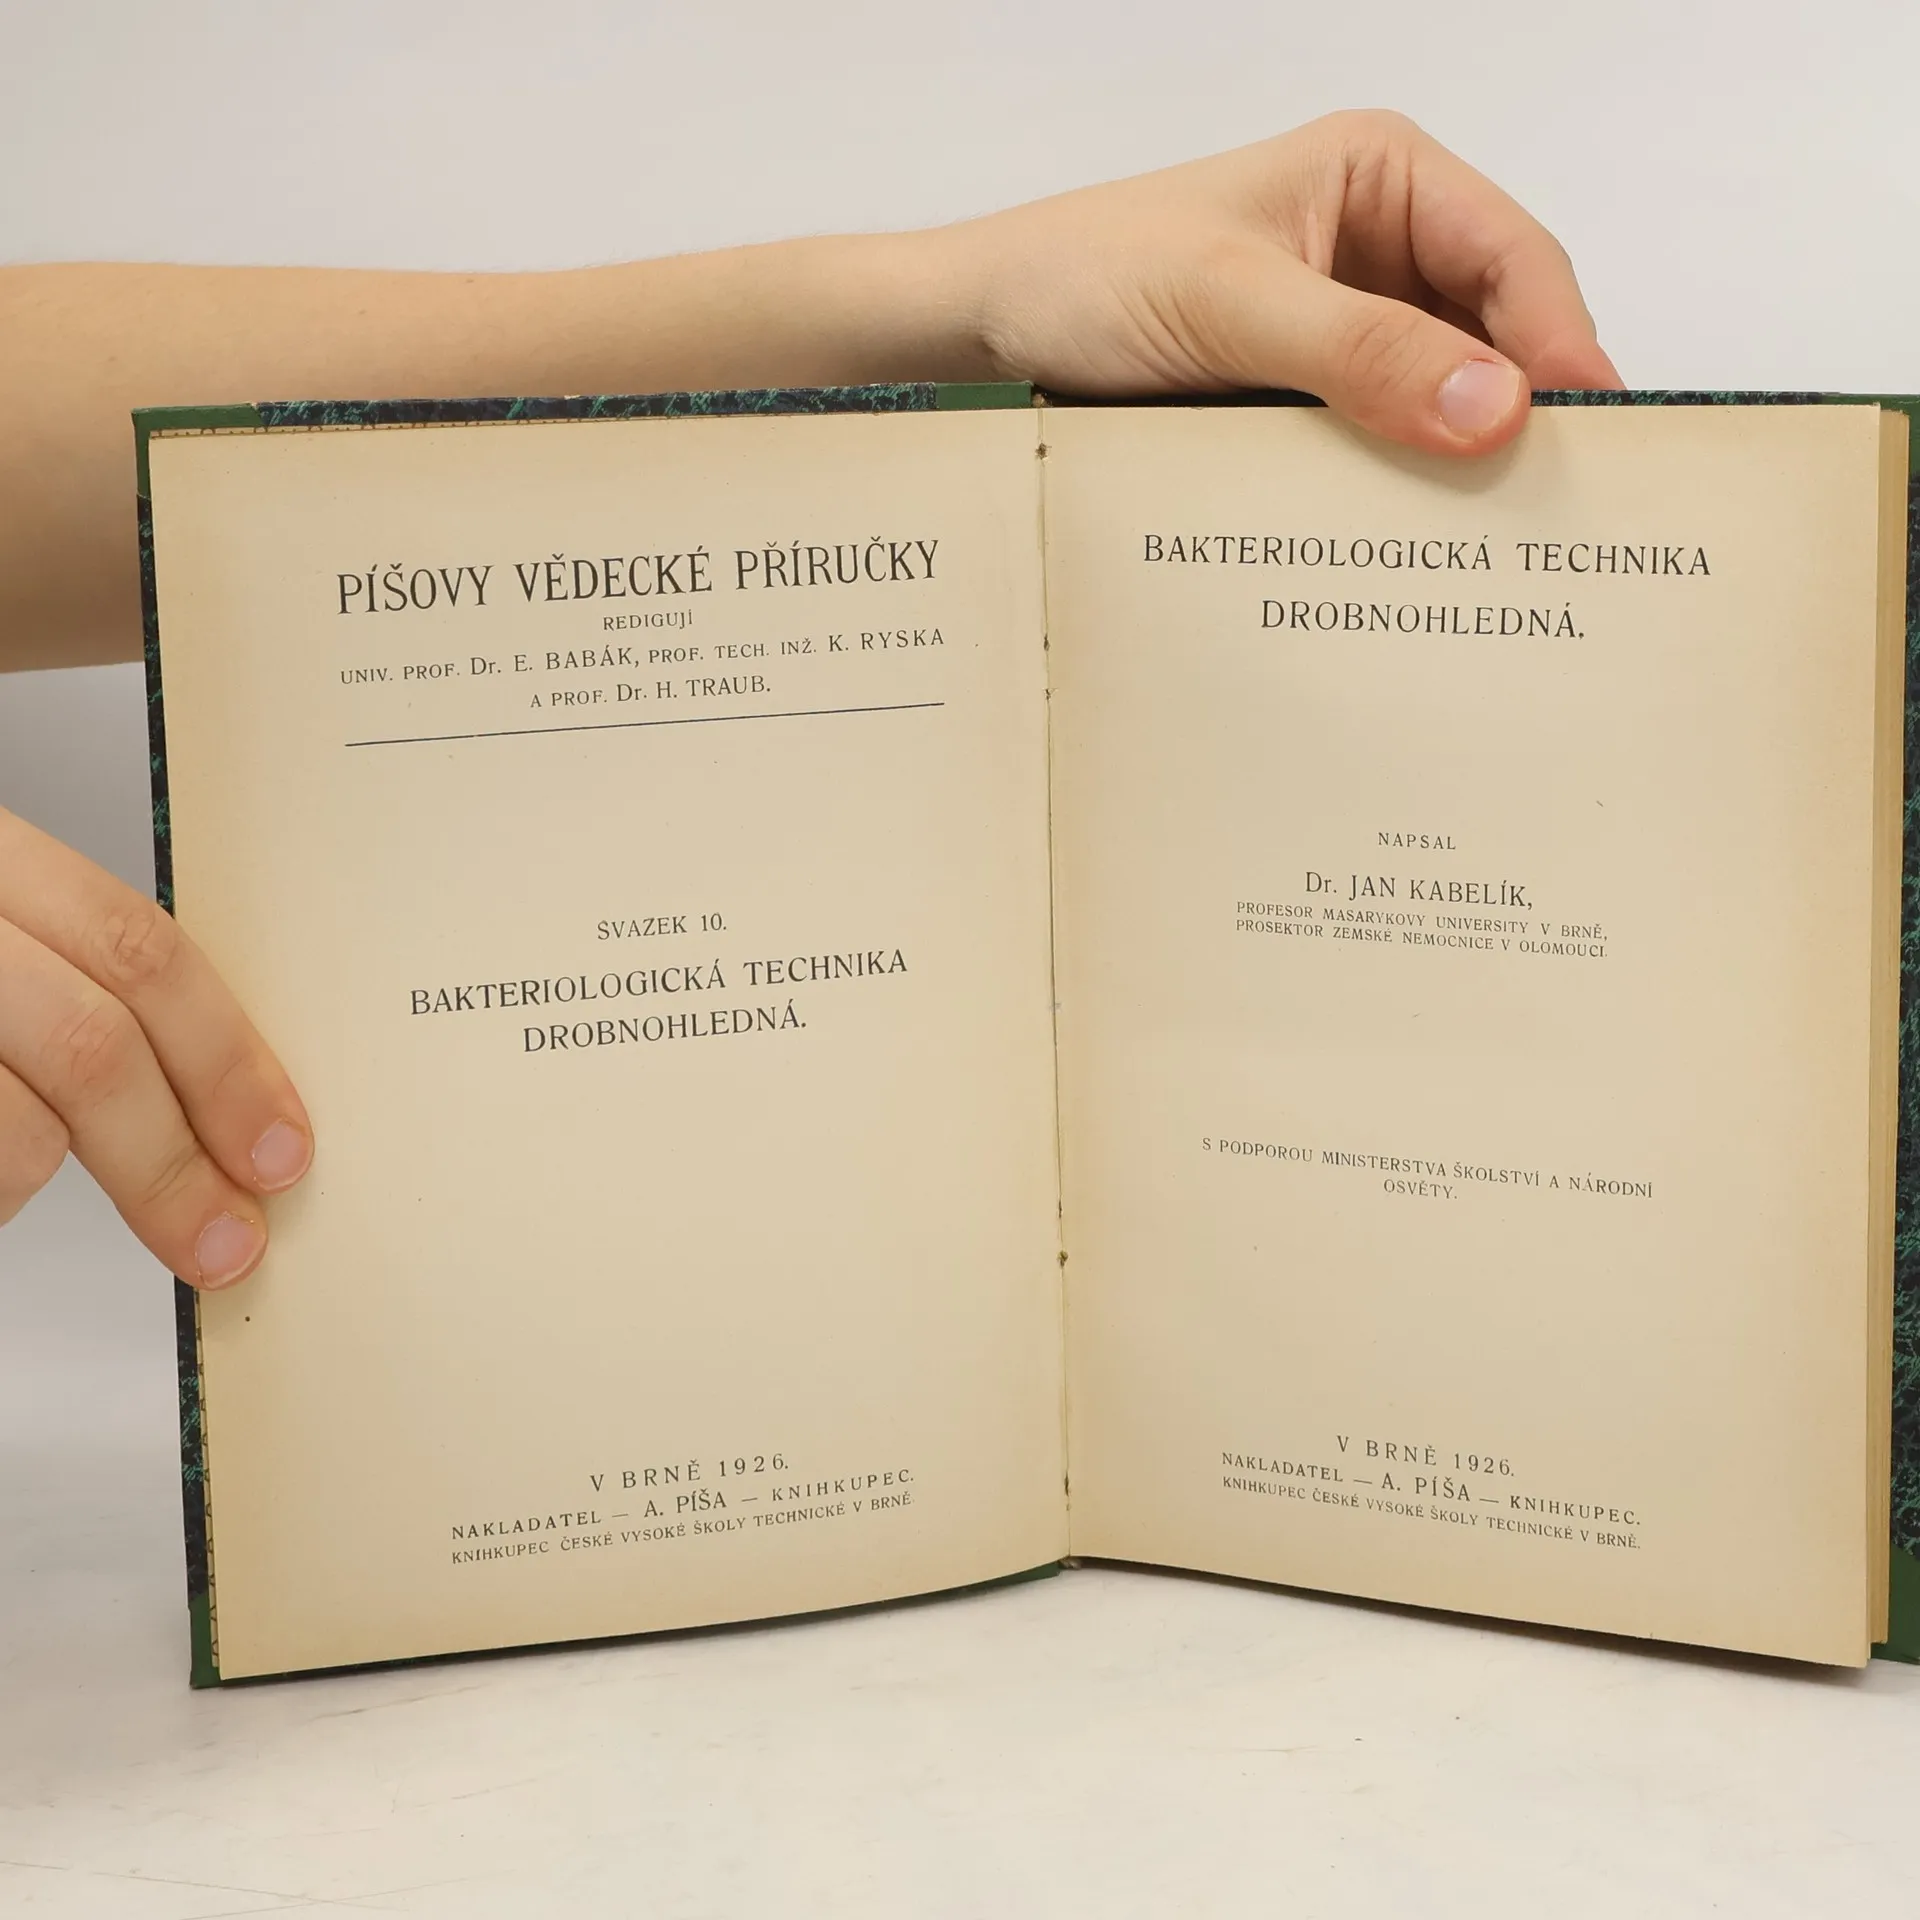 PÍŠOVY VĚDECKÉ PŘÍRUČKY
REDIGUJÍ
UNIV. PROF. Dr. E. BABÁK, PROF. TECH. INŽ. K. RYSKA
A PROF. Dr. H. TRAUB.
SVAZEK 10.
BAKTERIOLOGICKÁ TECHNIKA
DROBNOHLEDNÁ.
V BRNĚ 1926.
NAKLADATEL — A. PÍŠA — KNIHKUPEC.
KNIHKUPEC ČESKÉ VYSOKÉ ŠKOLY TECHNICKÉ V BRNĚ.
BAKTERIOLOGICKÁ TECHNIKA
DROBNOHLEDNÁ.
NAPSAL
Dr. JAN KABELÍK,
PROFESOR MASARYKOVY UNIVERSITY V BRNĚ,
PROSEKTOR ZEMSKÉ NEMOCNICE V OLOMOUCI.
S PODPOROU MINISTERSTVA ŠKOLSTVÍ A NÁRODNÍ
OSVĚTY.
V BRNĚ 1926.
NAKLADATEL — A. PÍŠA — KNIHKUPEC.
KNIHKUPEC ČESKÉ VYSOKÉ ŠKOLY TECHNICKÉ V BRNĚ.